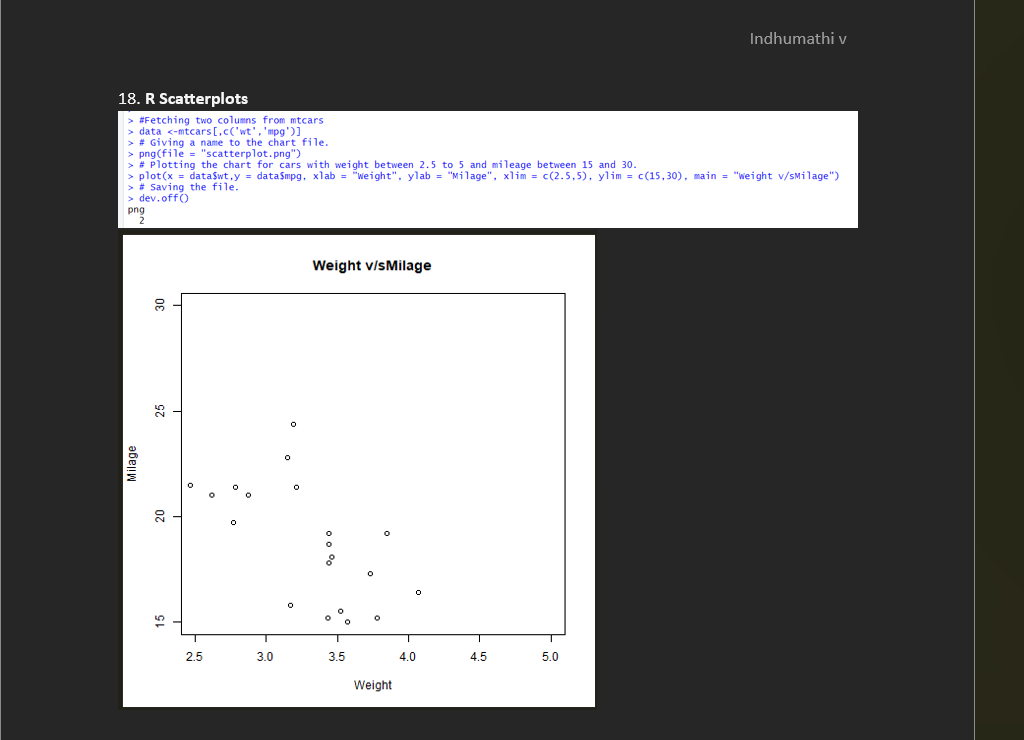 Indhumathi v
18. R Scatterplots
> #Fetching two columns from mtcars
> data <-mtcars[,c('wt','mpg')]
> # Giving a name to the chart file.
> png(file = "scatterplot.png")
> # Plotting the chart for cars with weight between 2.5 to 5 and mileage between 15 and 30.
> plot(x = data$wt,y = data$mpg, xlab = "Weight", ylab = "Milage", xlim = c(2.5,5), ylim = c(15,30), main = "Weight v/sMilage")
> # Saving the file.
> dev.off()
png
2
Weight v/sMilage
30
25
20
15
Milage
2.5 3.0 3.5 4.0 4.5 5.0
Weight